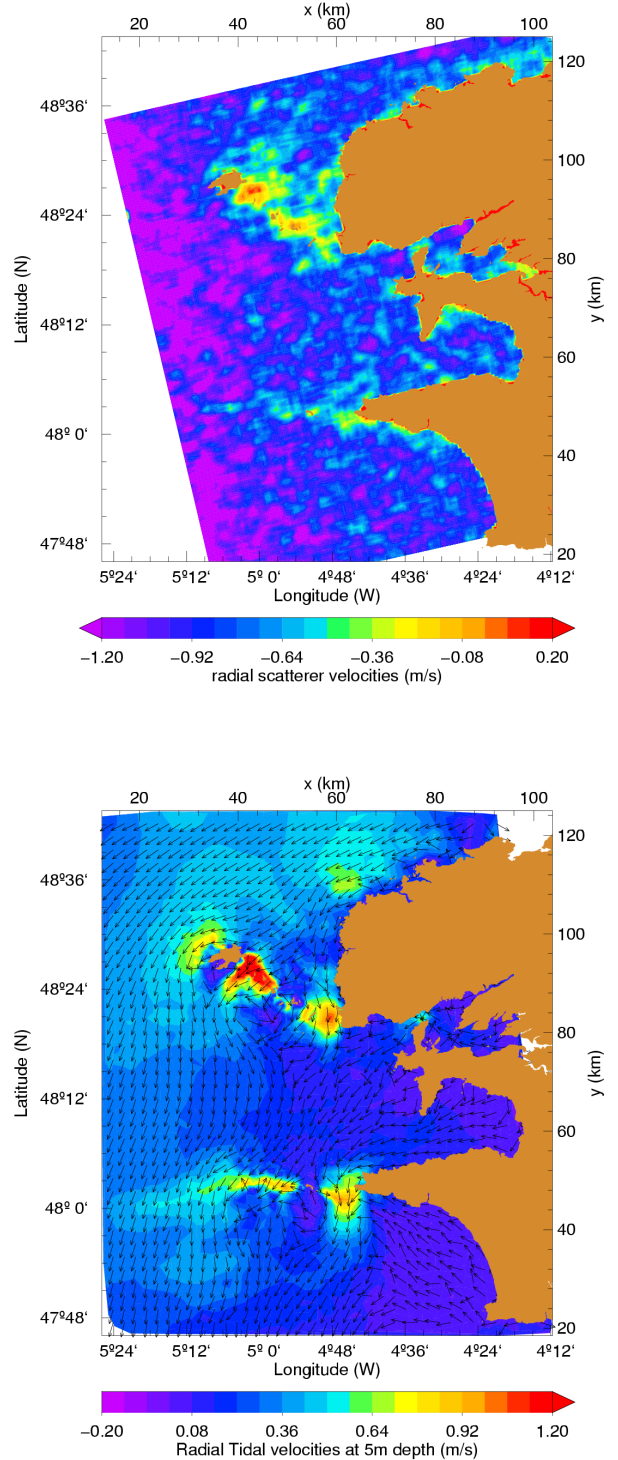 x (km)
20 40 60 80 100
48º36‘
48º24‘
48º12‘
48º 0‘
47º48‘
Latitude (N)
120
100
80
60
40
20
y (km)
5º24‘ 5º12‘ 5º 0‘ 4º48‘ 4º36‘ 4º24‘ 4º12‘
Longitude (W)
−1.20 −0.92 −0.64 −0.36 −0.08 0.20
radial scatterer velocities (m/s)
x (km)
20 40 60 80 100
48º36‘
48º24‘
48º12‘
48º 0‘
47º48‘
Latitude (N)
120
100
80
60
40
20
y (km)
5º24‘ 5º12‘ 5º 0‘ 4º48‘ 4º36‘ 4º24‘ 4º12‘
Longitude (W)
−0.20 0.08 0.36 0.64 0.92 1.20
Radial Tidal velocities at 5m depth (m/s)